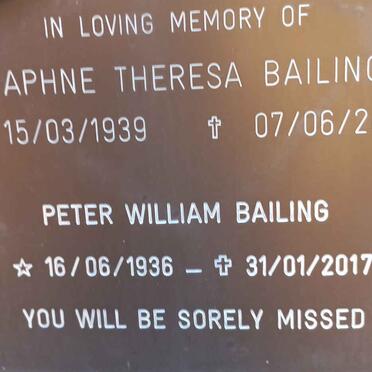 IN LOVING MEMORY OF
APHNE THERESA BAILING
15/03/1939 ✝ 07/06/2
PETER WILLIAM BAILING
☆ 16/06/1936 – ✝ 31/01/2017
YOU WILL BE SORELY MISSED